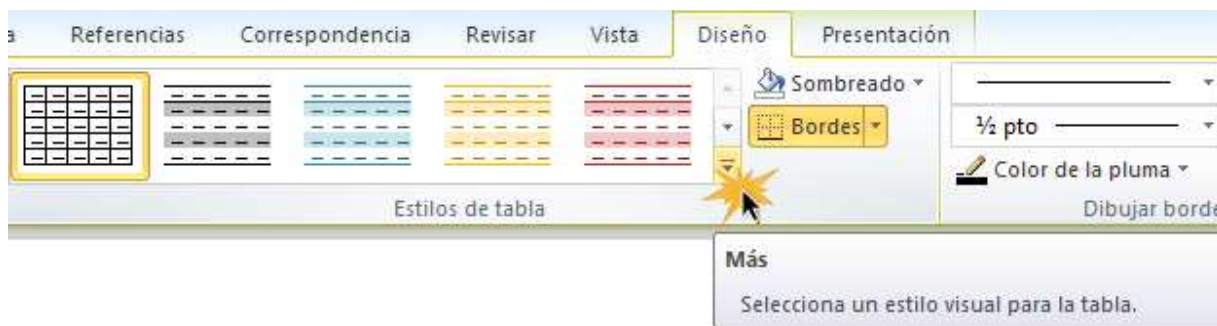 a Referencias Correspondencia Revisar Vista Diseño Presentación
Sombreado
Bordes
½ pto
Color de la pluma
Estilos de tabla
Dibujar borde
Más
Selecciona un estilo visual para la tabla.